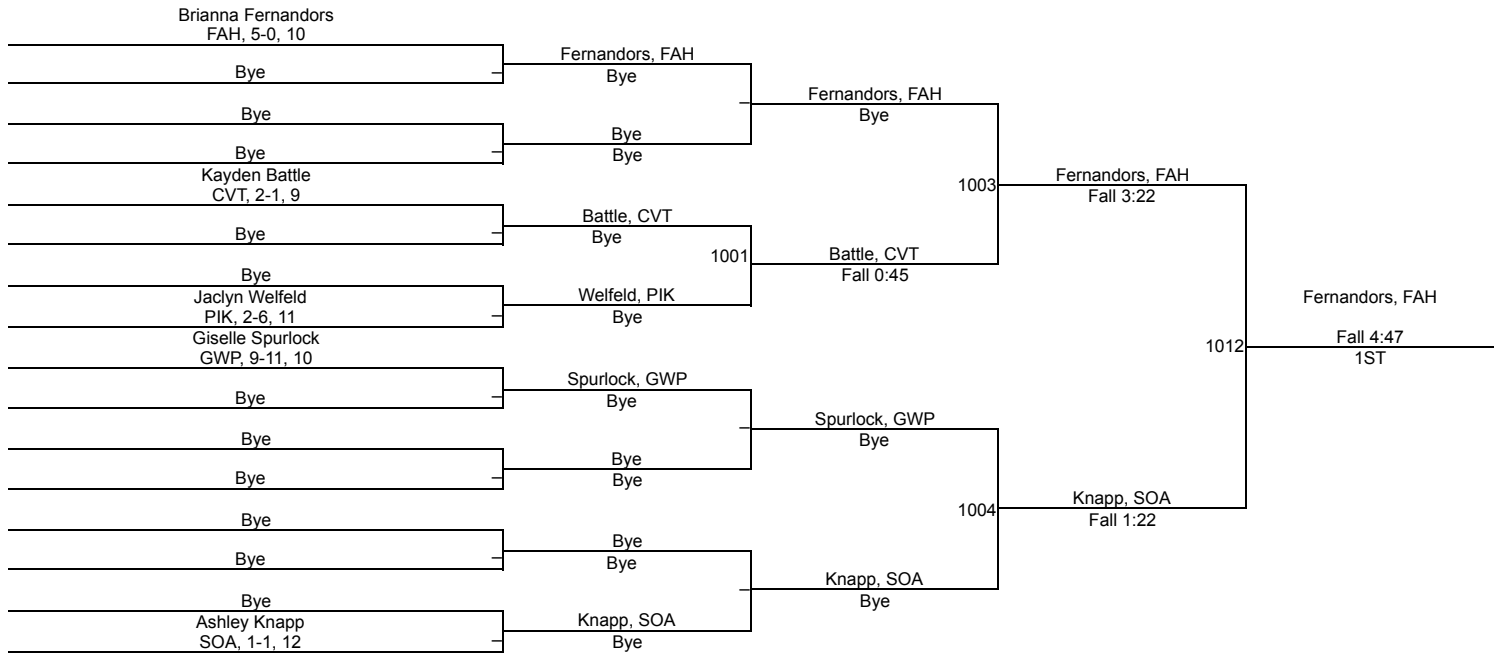 Brianna Fernandors
FAH, 5-0, 10
Bye
Bye
Bye
Kayden Battle
CVT, 2-1, 9
Bye
Bye
Jaclyn Welfeld
PIK, 2-6, 11
Giselle Spurlock
GWP, 9-11, 10
Bye
Bye
Bye
Bye
Bye
Bye
Ashley Knapp
SOA, 1-1, 12
Fernandors, FAH
Bye
Bye
Bye
Battle, CVT
Bye
Welfeld, PIK
Bye
Spurlock, GWP
Bye
Bye
Bye
Bye
Bye
Knapp, SOA
Bye
Fernandors, FAH
Bye
1001
Battle, CVT
Fall 0:45
Spurlock, GWP
Bye
Knapp, SOA
Bye
1003
Fernandors, FAH
Fall 3:22
1004
Knapp, SOA
Fall 1:22
1012
Fernandors, FAH
Fall 4:47
1ST